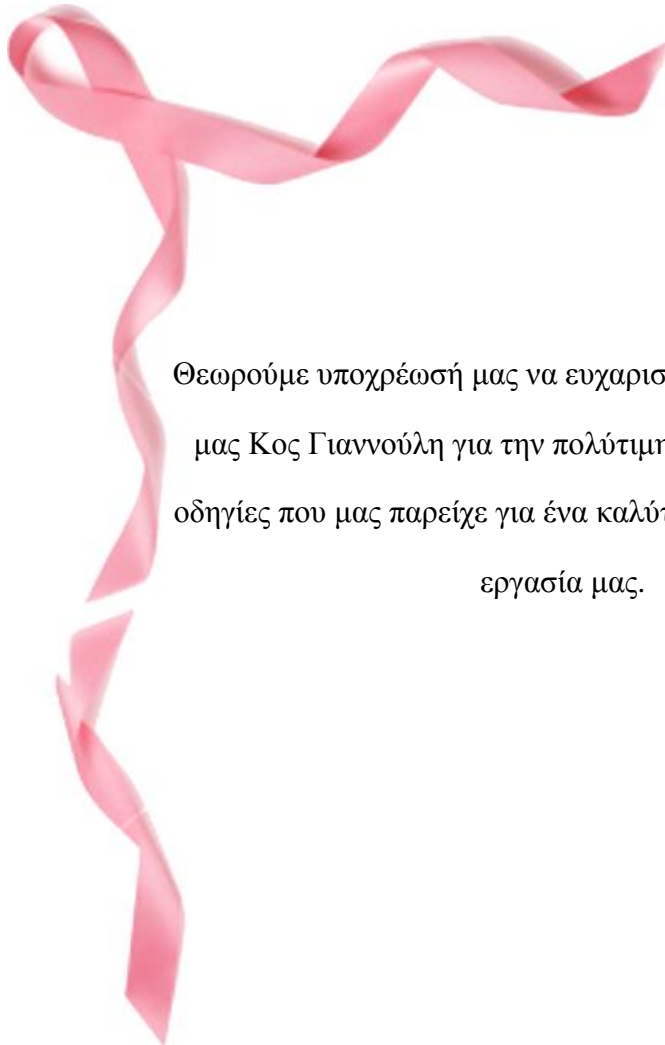 Θεωρούμε υποχρέωσή μας να ευχαρισ
μας Κος Γιαννούλη για την πολύτιμη
οδηγίες που μας παρείχε για ένα καλύτ
εργασία μας.